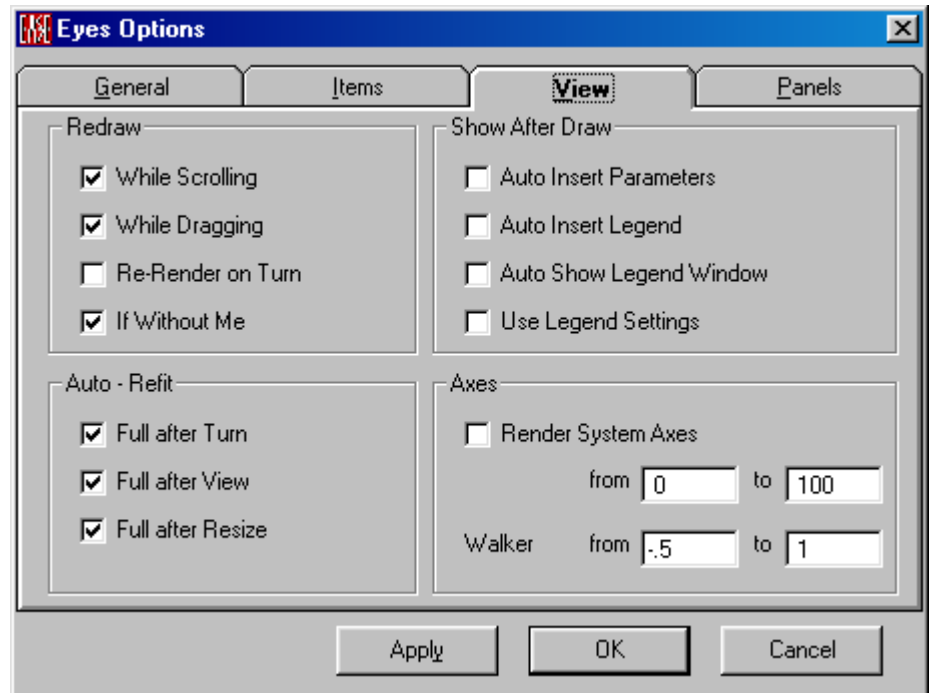 EASE Eyes Options
General Items View Panels
Redraw
While Scrolling
While Dragging
Re-Render on Turn
If Without Me
Show After Draw
Auto Insert Parameters
Auto Insert Legend
Auto Show Legend Window
Use Legend Settings
Auto - Refit
Full after Turn
Full after View
Full after Resize
Axes
Render System Axes
from 0 to 100
Walker from -.5 to 1
Apply OK Cancel